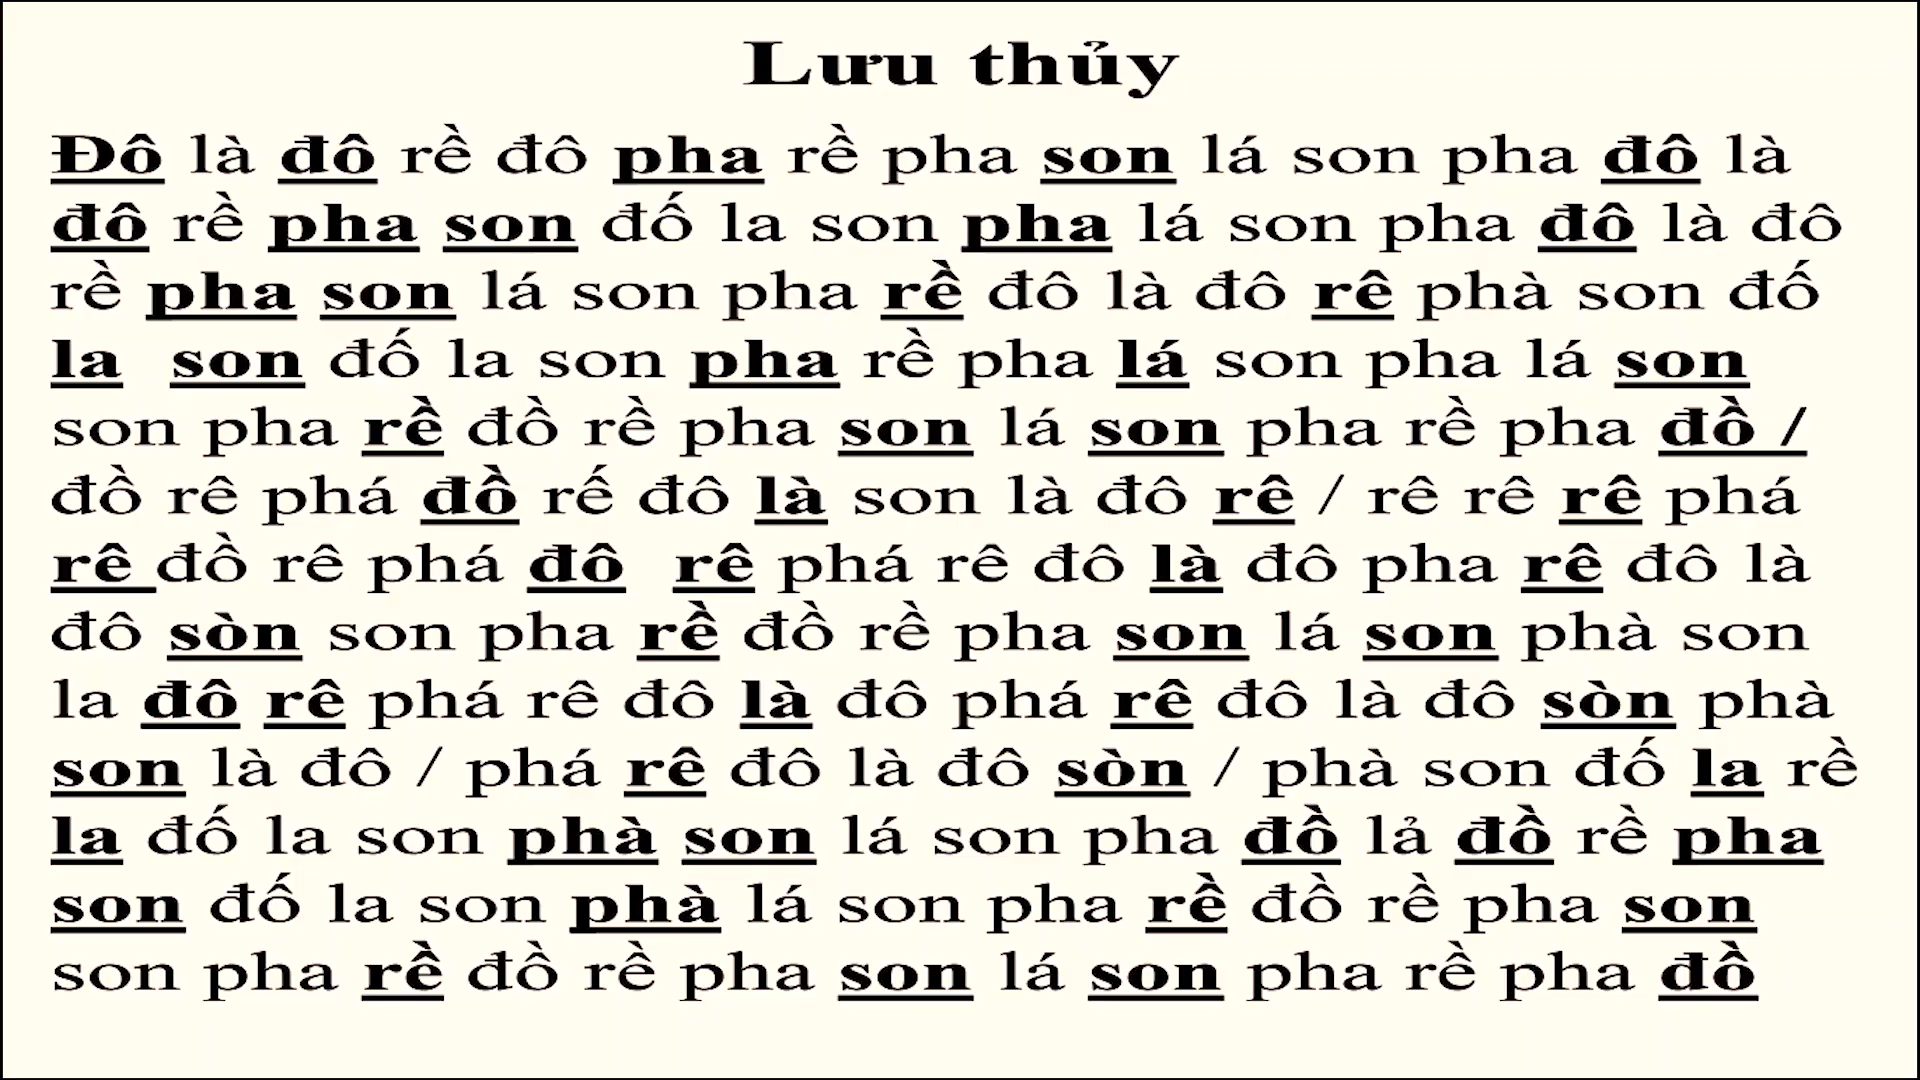 Lưu thủy
Đô là đô rề đô pha rề pha son lá son pha đô là
đô rề pha son đố la son pha lá son pha đô là đô
rề pha son lá son pha rề đô là đô rê phà son đố
la son đố la son pha rề pha lá son pha lá son
son pha rề đồ rề pha son lá son pha rề pha đồ /
đồ rê phá đồ rế đô là son là đô rê / rê rê rê phá
rê đồ rê phá đô rê phá rê đô là đô pha rê đô là
đô sòn son pha rề đồ rề pha son lá son phà son
la đô rê phá rê đô là đô phá rê đô là đô sòn phà
son là đô / phá rê đô là đô sòn / phà son đố la rề
la đố la son phà son lá son pha đồ lả đồ rề pha
son đố la son phà lá son pha rề đồ rề pha son
son pha rề đồ rề pha son lá son pha rề pha đồ